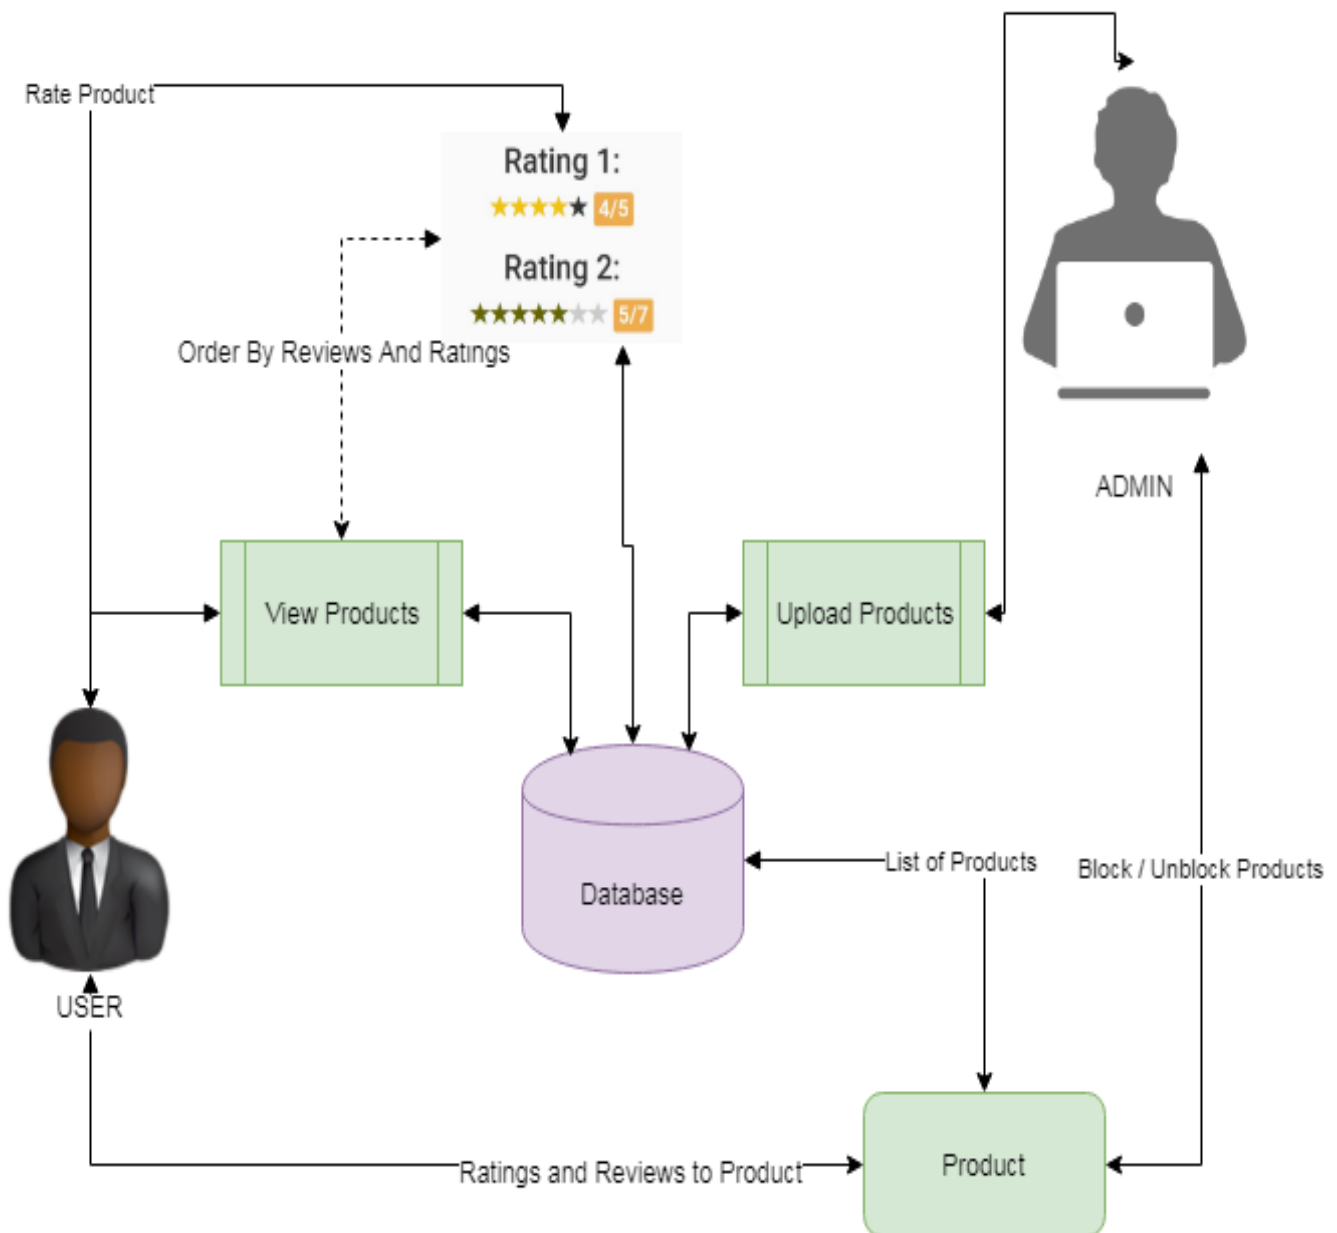 Rate Product
Rating 1:
4/5
Rating 2:
5/7
Order By Reviews And Ratings
ADMIN
View Products
Upload Products
Database
List of Products
Block / Unblock Products
USER
Ratings and Reviews to Product
Product